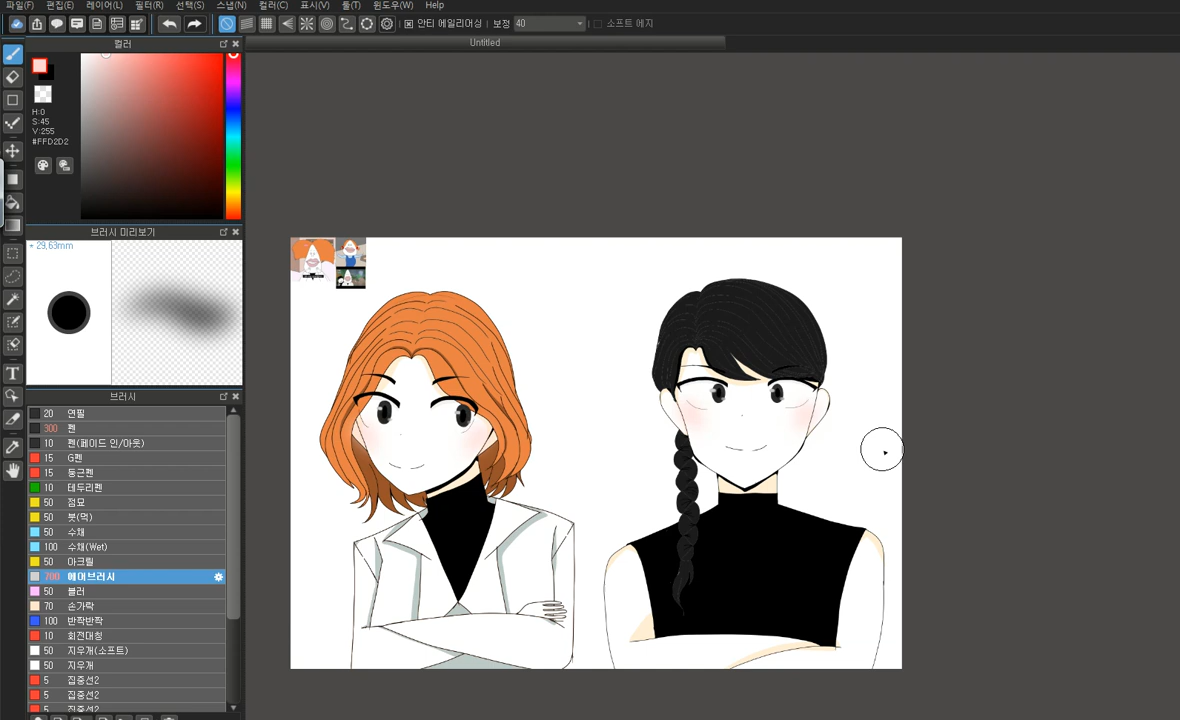 파일(F) 편집(E) 레이어(L) 필터(R) 선택(S) 스냅(N) 컬러(C) 표시(V) 툴(T) 윈도우(W) Help
안티 에일리어싱 보정 40 소프트 에지
컬러
Untitled
H:0
S:45
V:255
#FFD2D2
브러시 미리보기
* 29,63mm
브러시
20 연필
300 펜
10 펜(페이드 인/아웃)
15 G펜
15 둥근펜
10 테두리펜
50 점묘
50 붓(먹)
50 수채
100 수채(Wet)
50 아크릴
700 에어브러시
50 블러
70 손가락
100 반짝반짝
10 회전대칭
50 지우개(소프트)
50 지우개
5 집중선2
5 집중선2
5 집중선2